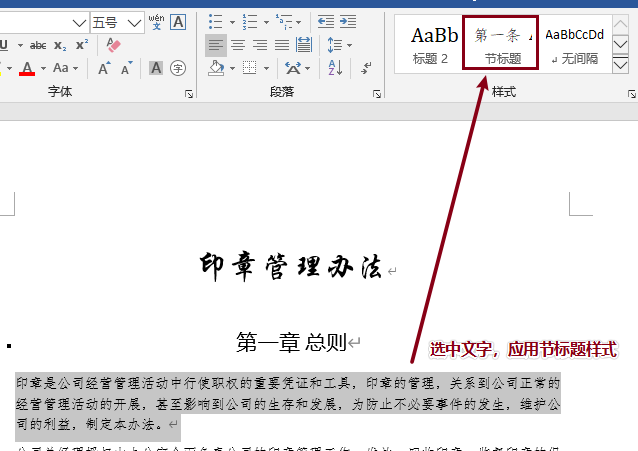 五号
wén
文
A
U
abc
x₂
x²
A
Aa
A
A
A
字
字体
段落
AaBb
第一条
AaBbCcDd
标题 2
节标题
无间隔
样式
印章管理办法
第一章 总则
选中文字，应用节标题样式
印章是公司经营管理活动中行使职权的重要凭证和工具，印章的管理，关系到公司正常的
经营管理活动的开展，甚至影响到公司的生存和发展，为防止不必要事件的发生，维护公
司的利益，制定本办法。